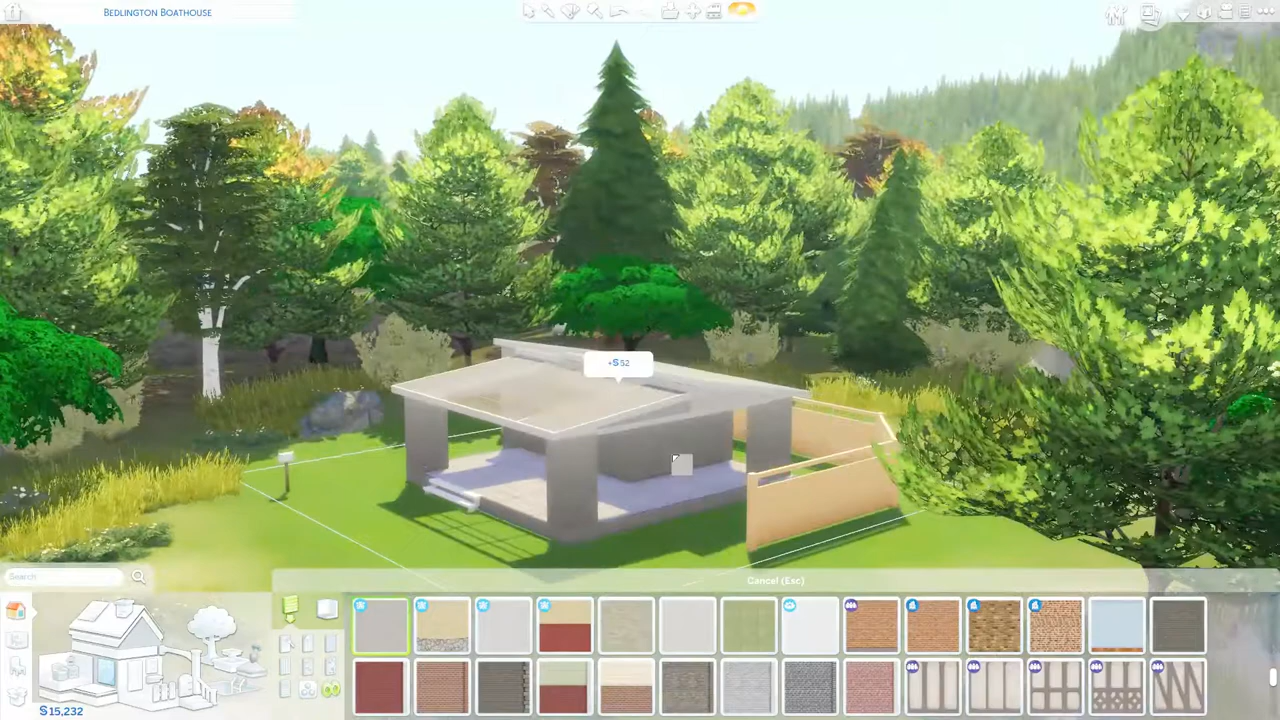 BEDLINGTON BOATHOUSE
+§52
Search
Cancel (Esc)
§15,232